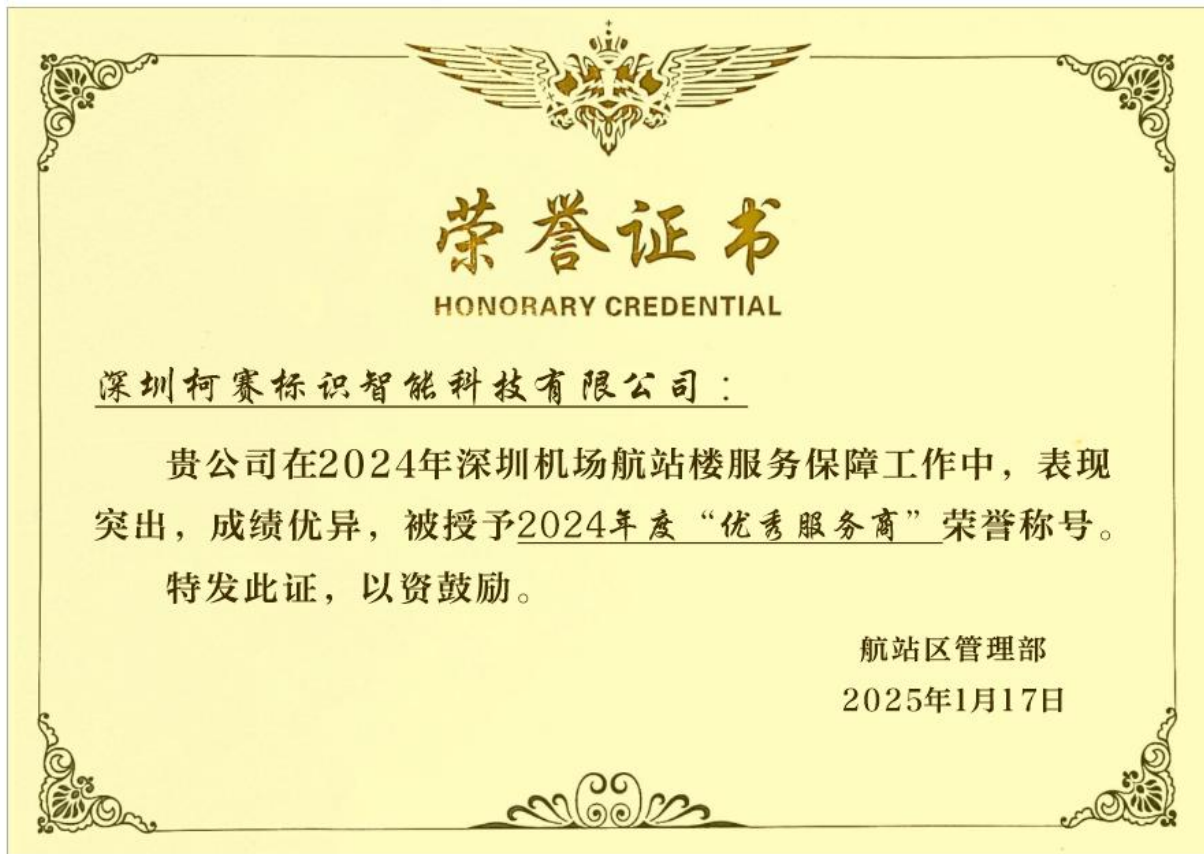 荣誉证书
HONORARY CREDENTIAL
深圳柯赛标识智能科技有限公司：
贵公司在2024年深圳机场航站楼服务保障工作中，表现
突出，成绩优异，被授予2024年度“优秀服务商”荣誉称号。
特发此证，以资鼓励。
航站区管理部
2025年1月17日